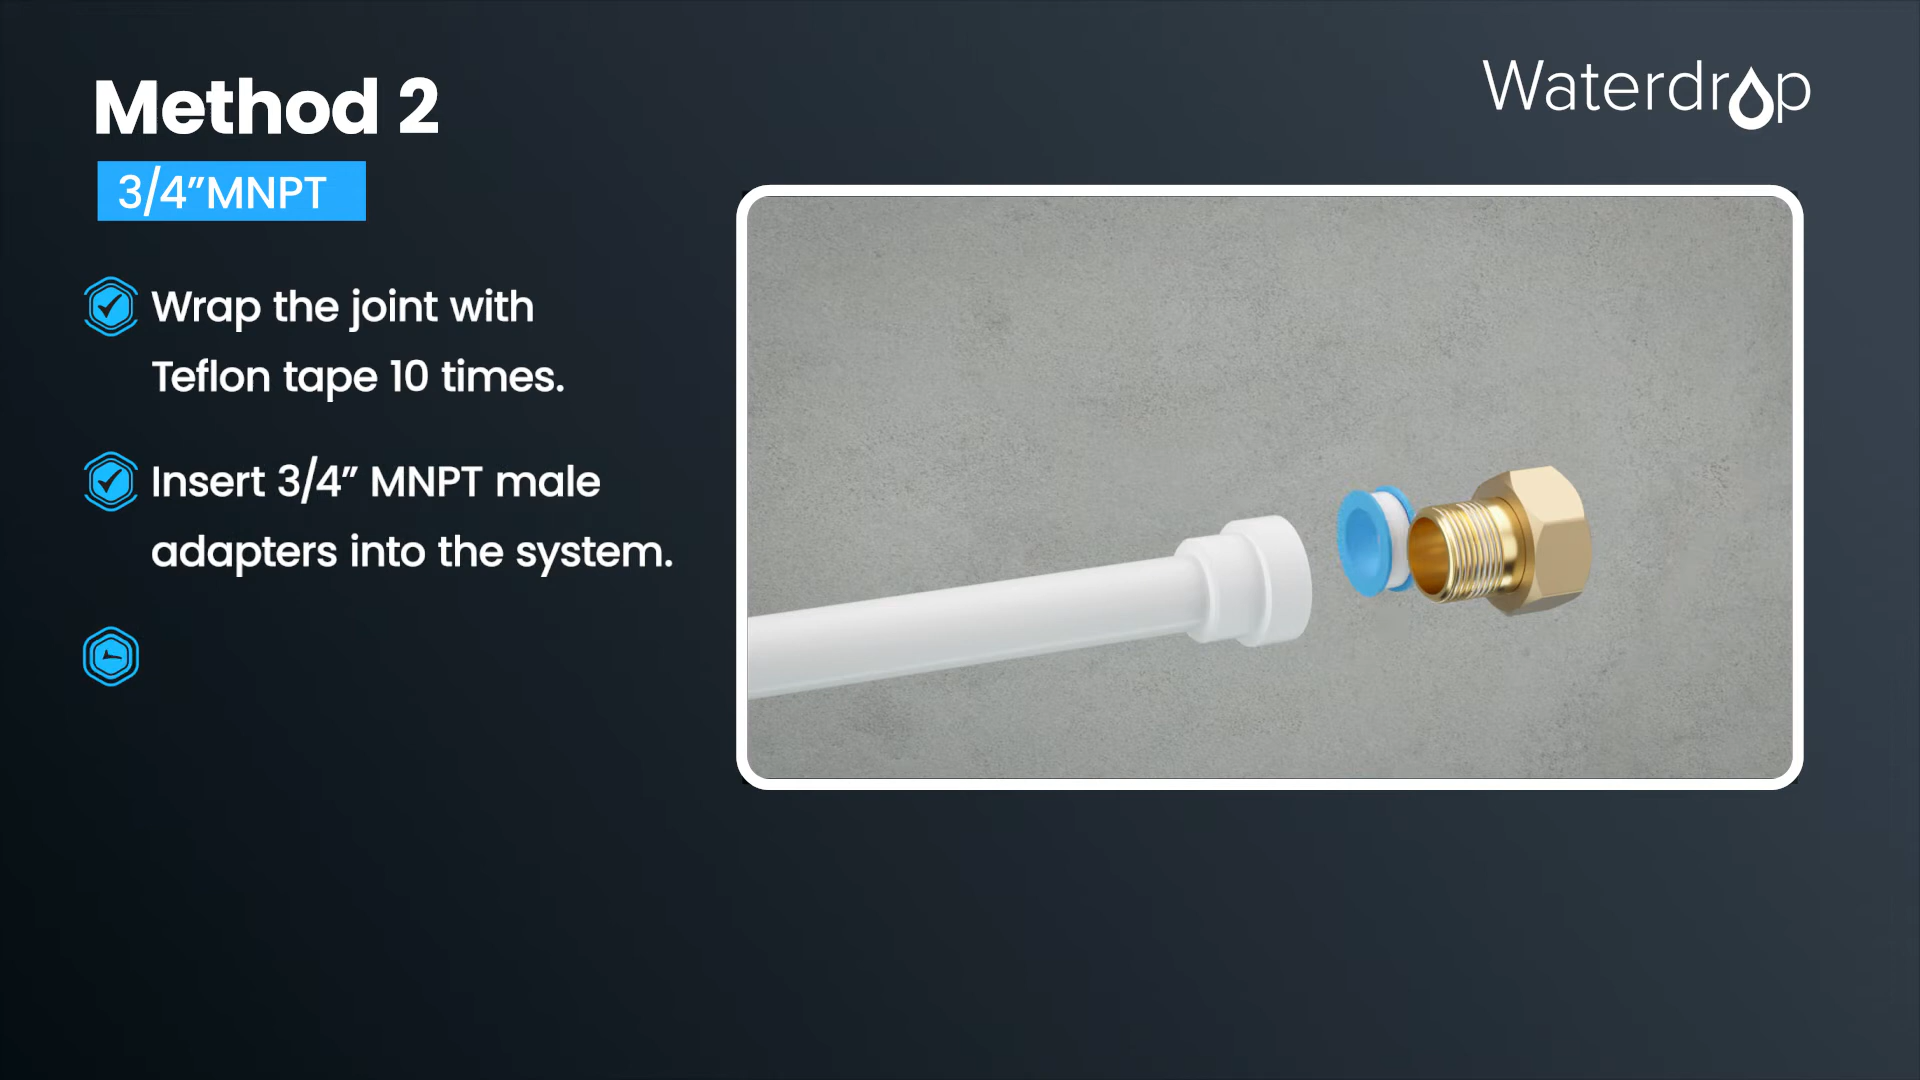 Method 2
Waterdrop
3/4”MNPT
Wrap the joint with
Teflon tape 10 times.
Insert 3/4” MNPT male
adapters into the system.